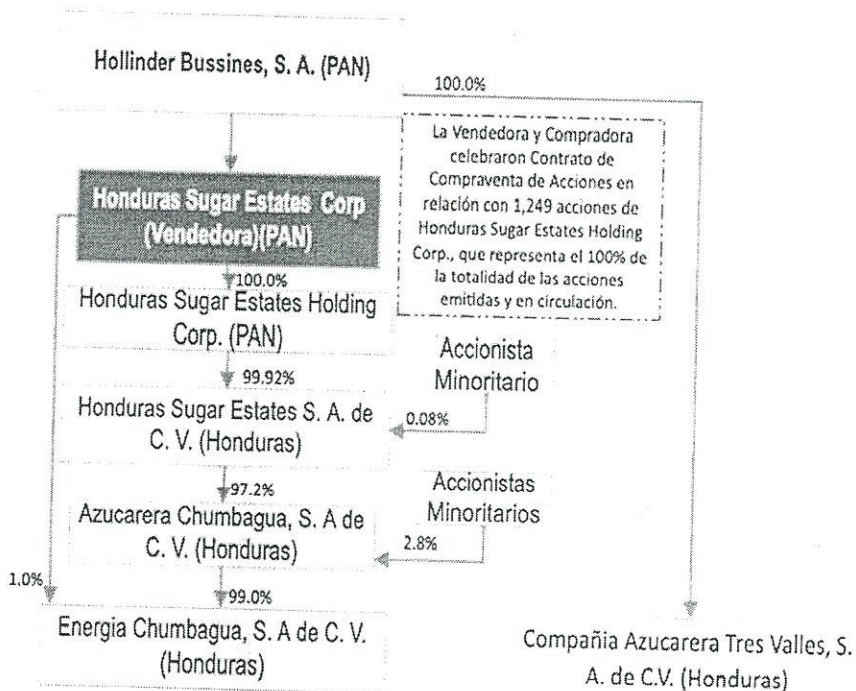 Hollinder Bussines, S. A. (PAN)
100.0%
La Vendedora y Compradora
celebraron Contrato de
Compraventa de Acciones en
relación con 1,249 acciones de
Honduras Sugar Estates Holding
Corp., que representa el 100% de
la totalidad de las acciones
emitidas y en circulación.
Honduras Sugar Estates Corp
(Vendedora)(PAN)
100.0%
Honduras Sugar Estates Holding
Corp. (PAN)
99.92%
Accionista
Minoritario
Honduras Sugar Estates S. A. de
C. V. (Honduras)
0.08%
97.2%
Accionistas
Minoritarios
Azucarera Chumbagua, S. A de
C. V. (Honduras)
2.8%
1.0%
99.0%
Energia Chumbagua, S. A de C. V.
(Honduras)
Compañia Azucarera Tres Valles, S.
A. de C.V. (Honduras)